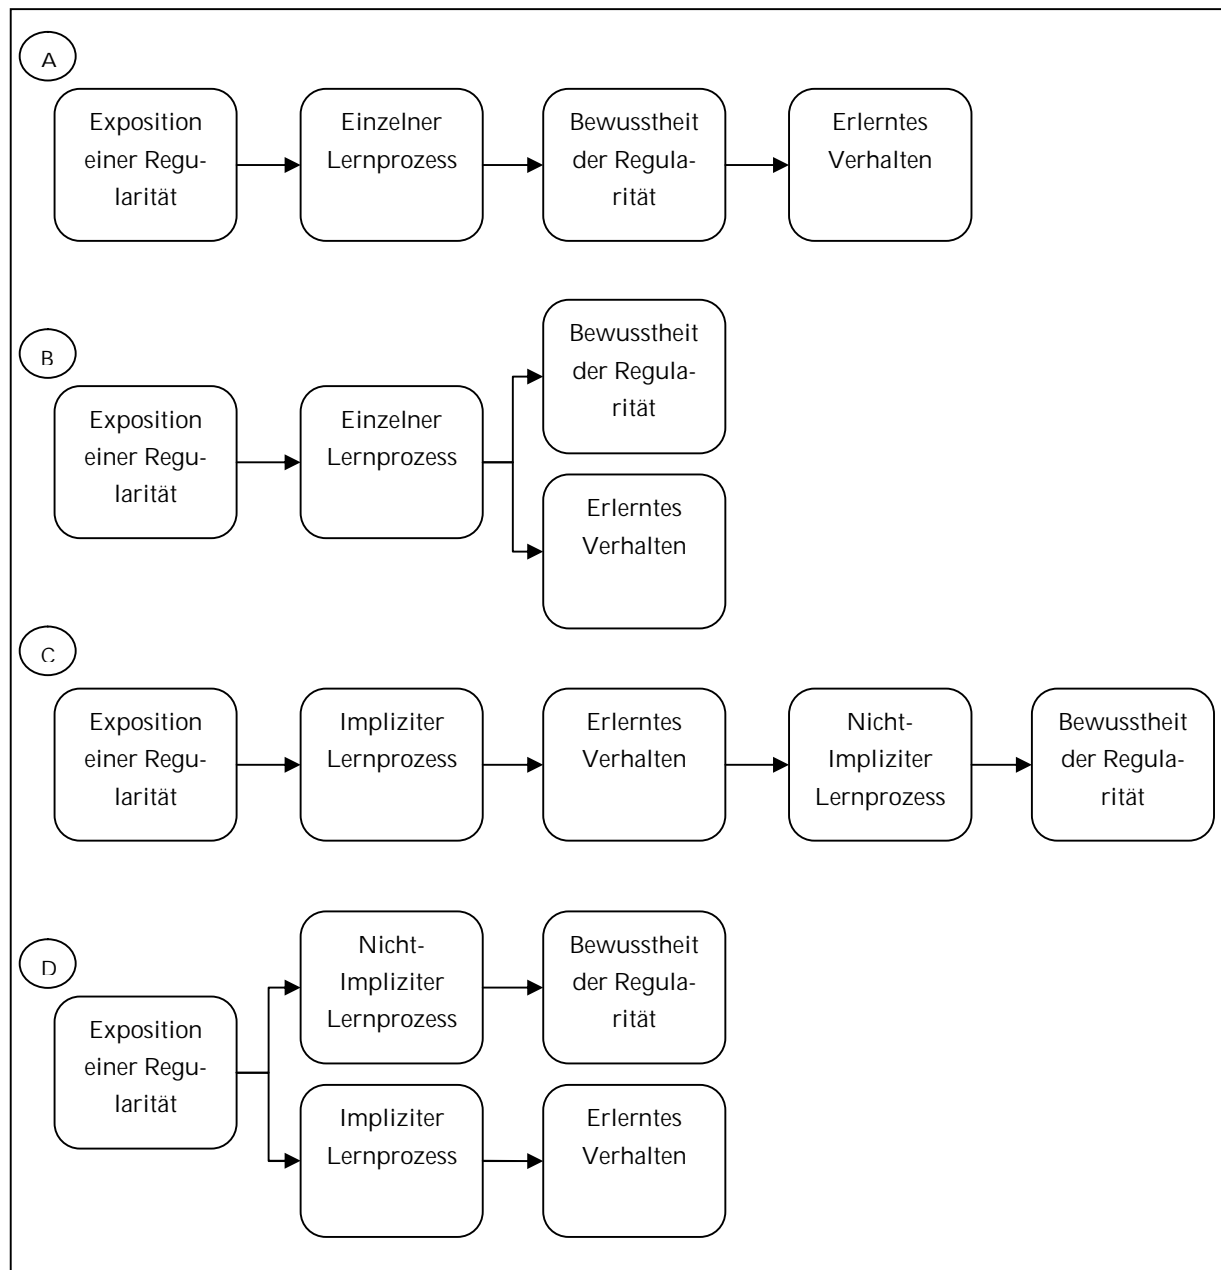 A
Exposition
einer Regu-
larität
Einzelner
Lernprozess
Bewusstheit
der Regula-
rität
Erlerntes
Verhalten
B
Exposition
einer Regu-
larität
Einzelner
Lernprozess
Bewusstheit
der Regula-
rität
Erlerntes
Verhalten
C
Exposition
einer Regu-
larität
Impliziter
Lernprozess
Erlerntes
Verhalten
Nicht-
Impliziter
Lernprozess
Bewusstheit
der Regula-
rität
D
Exposition
einer Regu-
larität
Nicht-
Impliziter
Lernprozess
Bewusstheit
der Regula-
rität
Impliziter
Lernprozess
Erlerntes
Verhalten